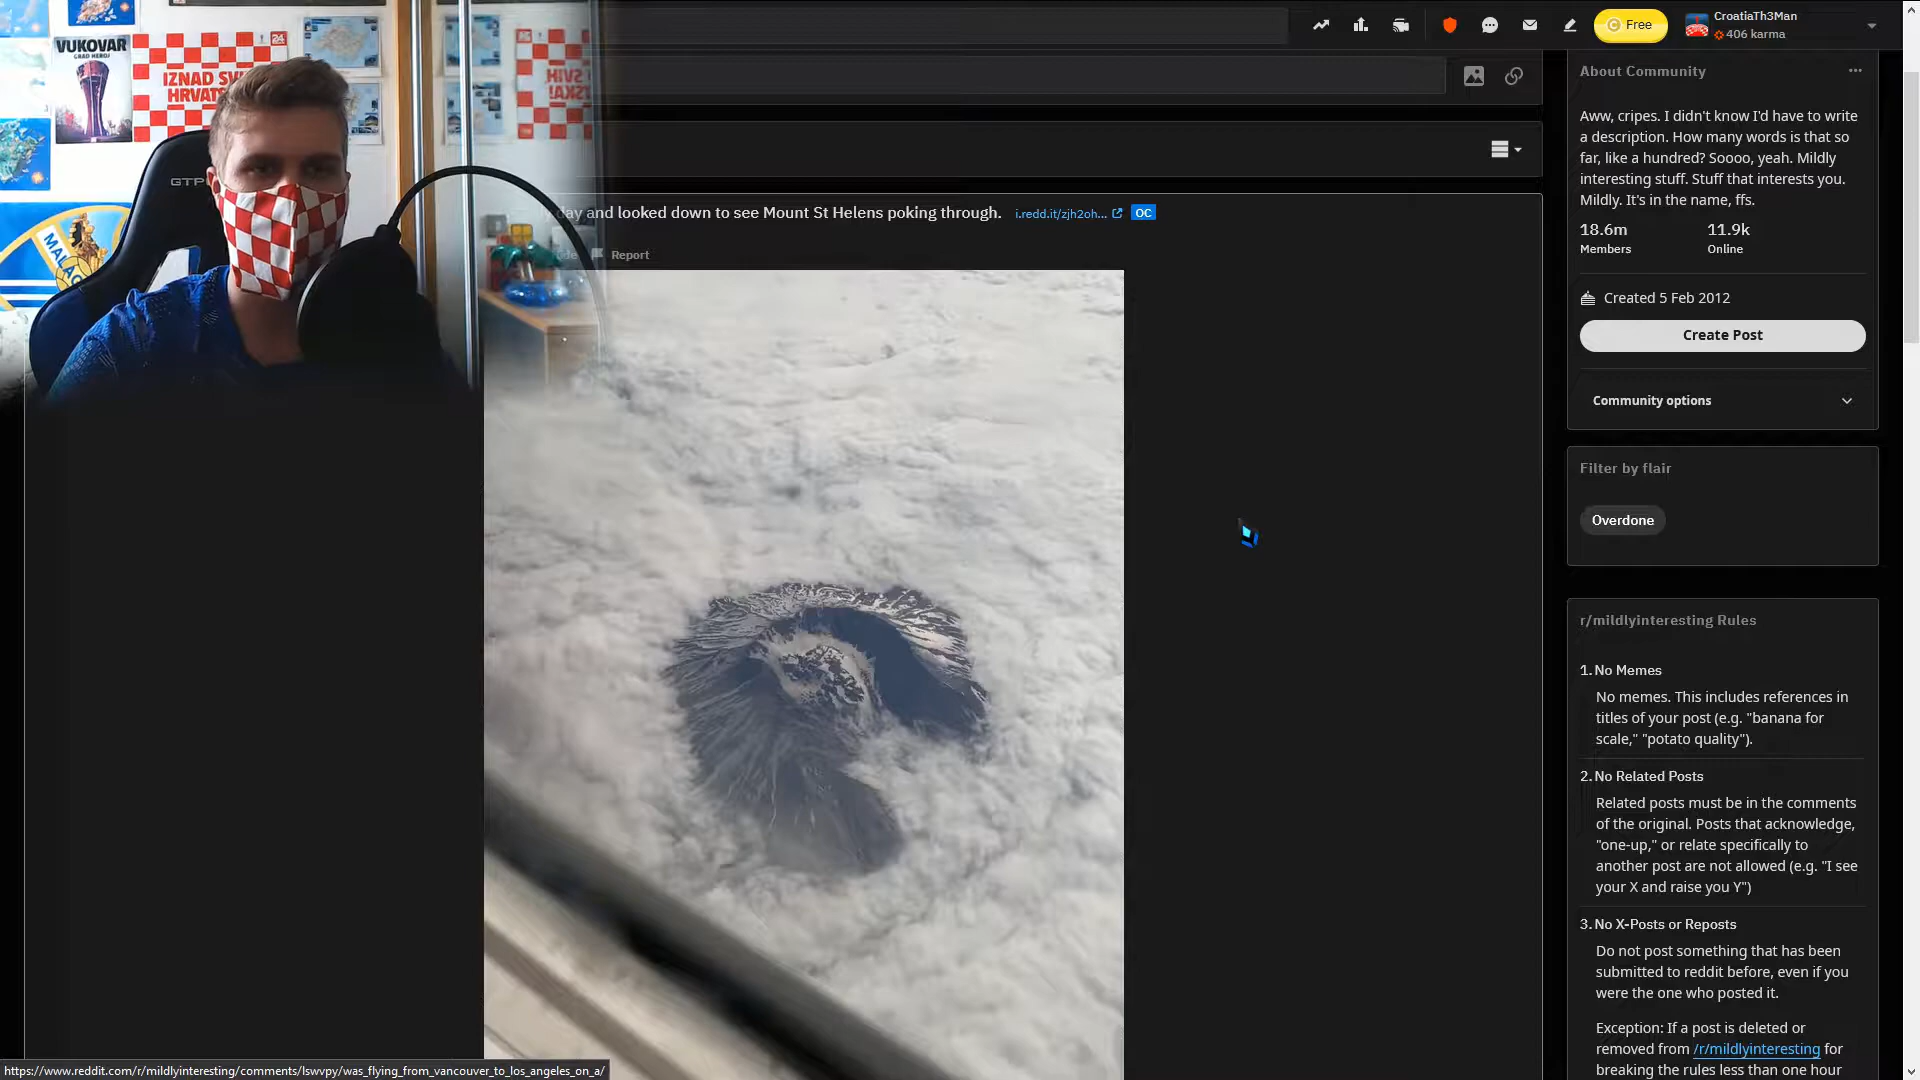 VUKOVAR
GRAD HEROJ
24
IZNAD SVI
HRVATS
GTP
Free
CroatiaTh3Man
406 karma
day and looked down to see Mount St Helens poking through.
i.redd.it/zjh2oh...
OC
Report
MALAG
About Community
Aww, cripes. I didn't know I'd have to write
a description. How many words is that so
far, like a hundred? Soooo, yeah. Mildly
interesting stuff. Stuff that interests you.
Mildly. It's in the name, ffs.
18.6m
11.9k
Members
Online
Created 5 Feb 2012
Create Post
Community options
Filter by flair
Overdone
r/mildlyinteresting Rules
1. No Memes
No memes. This includes references in
titles of your post (e.g. "banana for
scale," "potato quality").
2. No Related Posts
Related posts must be in the comments
of the original. Posts that acknowledge,
"one-up," or relate specifically to
another post are not allowed (e.g. "I see
your X and raise you Y")
3. No X-Posts or Reposts
Do not post something that has been
submitted to reddit before, even if you
were the one who posted it.
Exception: If a post is deleted or
removed from /r/mildlyinteresting for
breaking the rules less than one hour
https://www.reddit.com/r/mildlyinteresting/comments/lswvpy/was_flying_from_vancouver_to_los_angeles_on_a/